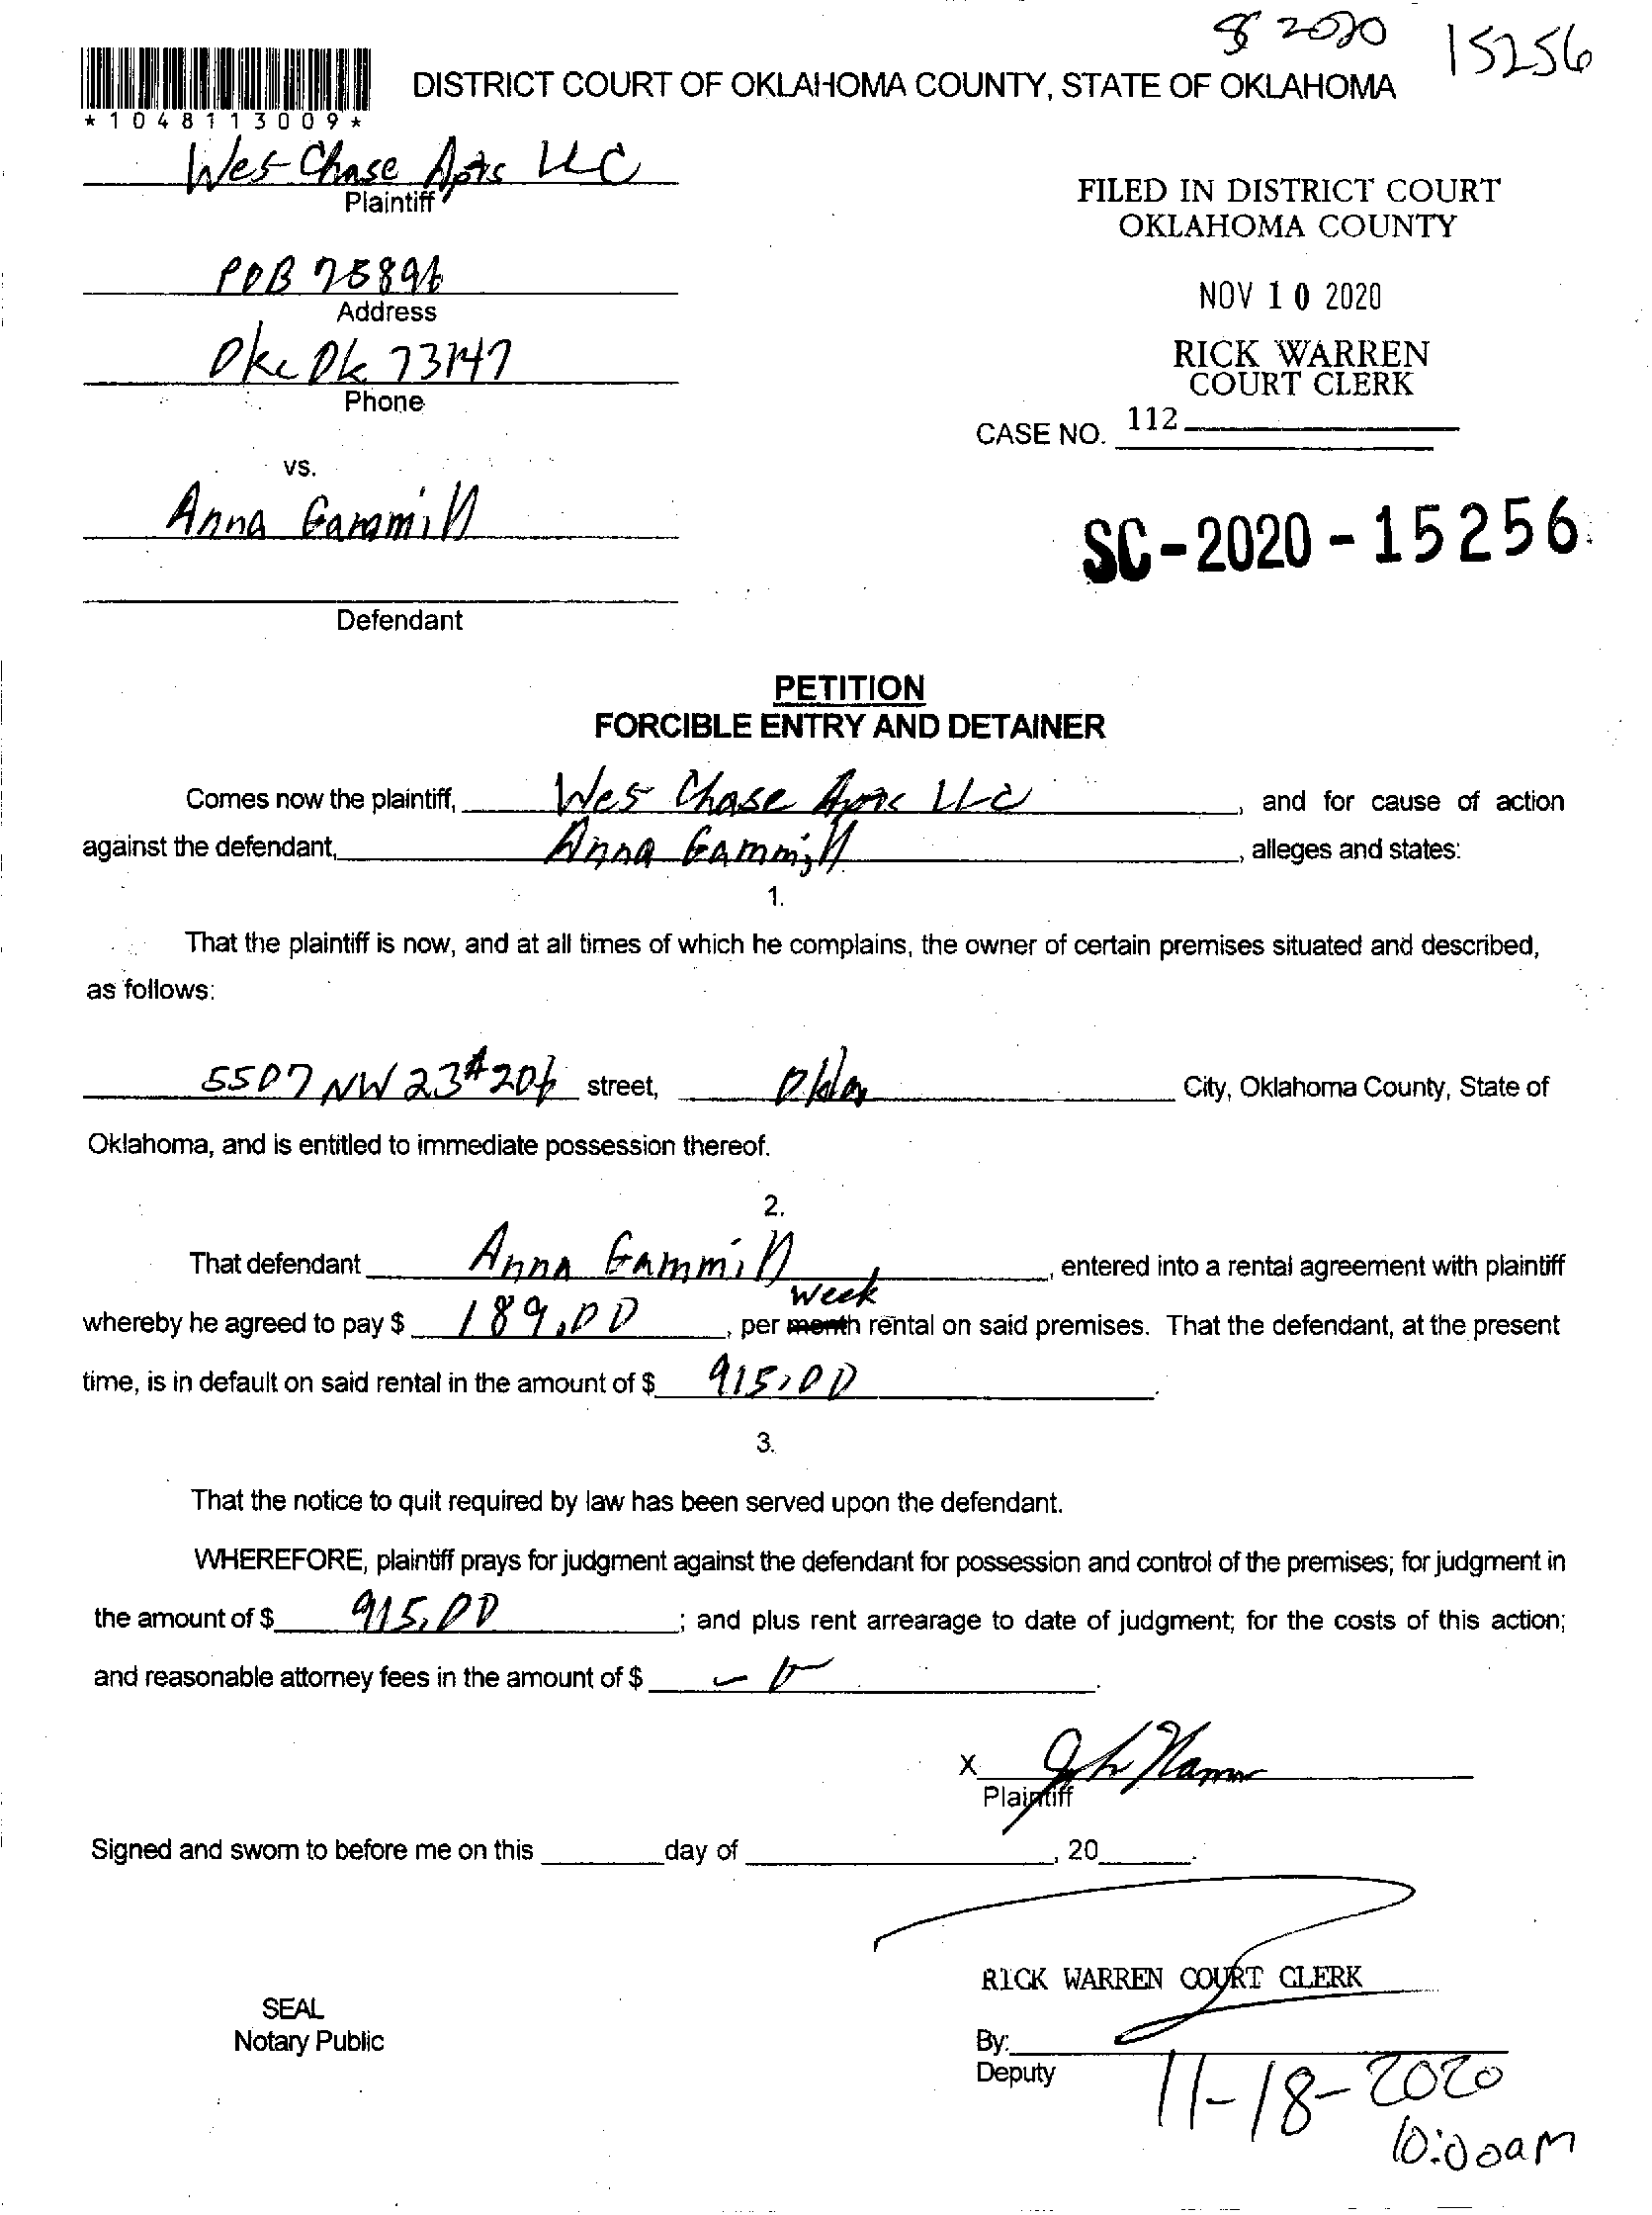 SC 2020 15256
DISTRICT COURT OF OKLAHOMA COUNTY, STATE OF OKLAHOMA
*1048113009*
Wes Chase Apts LLC
Plaintiff
FILED IN DISTRICT COURT
OKLAHOMA COUNTY
POB 75896
Address
NOV 10 2020
Okc Ok 73147
Phone
RICK WARREN
COURT CLERK
CASE NO. 112
vs.
Anna Gammill
SC-2020-15256
Defendant
PETITION
FORCIBLE ENTRY AND DETAINER
Comes now the plaintiff, Wes Chase Apts LLC, and for cause of action
against the defendant, Anna Gammill, alleges and states:
1.
That the plaintiff is now, and at all times of which he complains, the owner of certain premises situated and described,
as follows:
5507 NW 23 #206 street, Okla City, Oklahoma County, State of
Oklahoma, and is entitled to immediate possession thereof.
2.
That defendant Anna Gammill, entered into a rental agreement with plaintiff
week
whereby he agreed to pay $ 189.00, per month rental on said premises. That the defendant, at the present
time, is in default on said rental in the amount of $ 915.00.
3.
That the notice to quit required by law has been served upon the defendant.
WHEREFORE, plaintiff prays for judgment against the defendant for possession and control of the premises; for judgment in
the amount of $ 915.00; and plus rent arrearage to date of judgment; for the costs of this action;
and reasonable attorney fees in the amount of $.
X
Plaintiff
Signed and sworn to before me on this day of, 20.
RICK WARREN COURT CLERK
SEAL
Notary Public
By:
Deputy
11-18-2020
10:00am